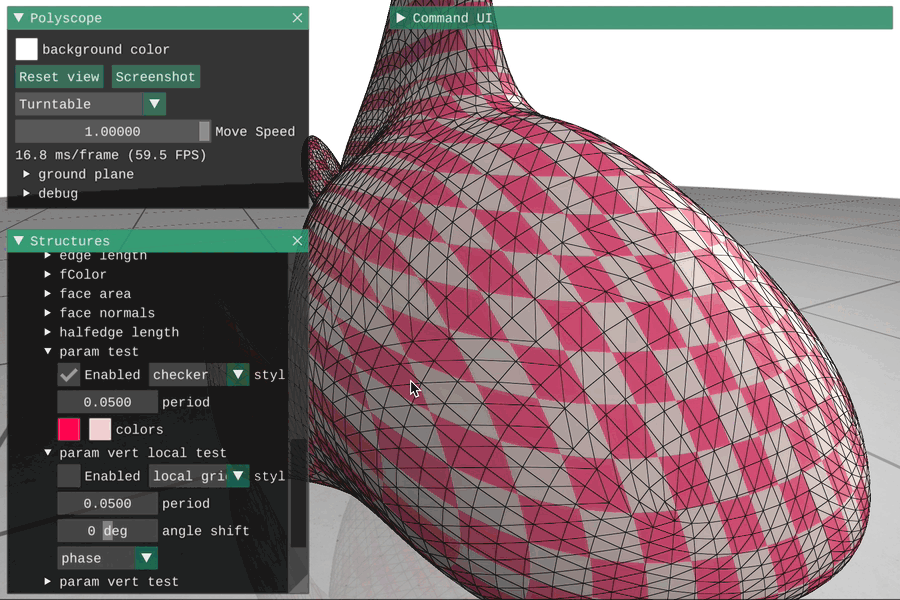 Polyscope
background color
Reset view Screenshot
Turntable
1.00000 Move Speed
16.8 ms/frame (59.5 FPS)
ground plane
debug
Command UI
Structures
edge length
fColor
face area
face normals
halfedge length
param test
Enabled checker styl
0.0500 period
colors
param vert local test
Enabled local gri styl
0.0500 period
0 deg angle shift
phase
param vert test